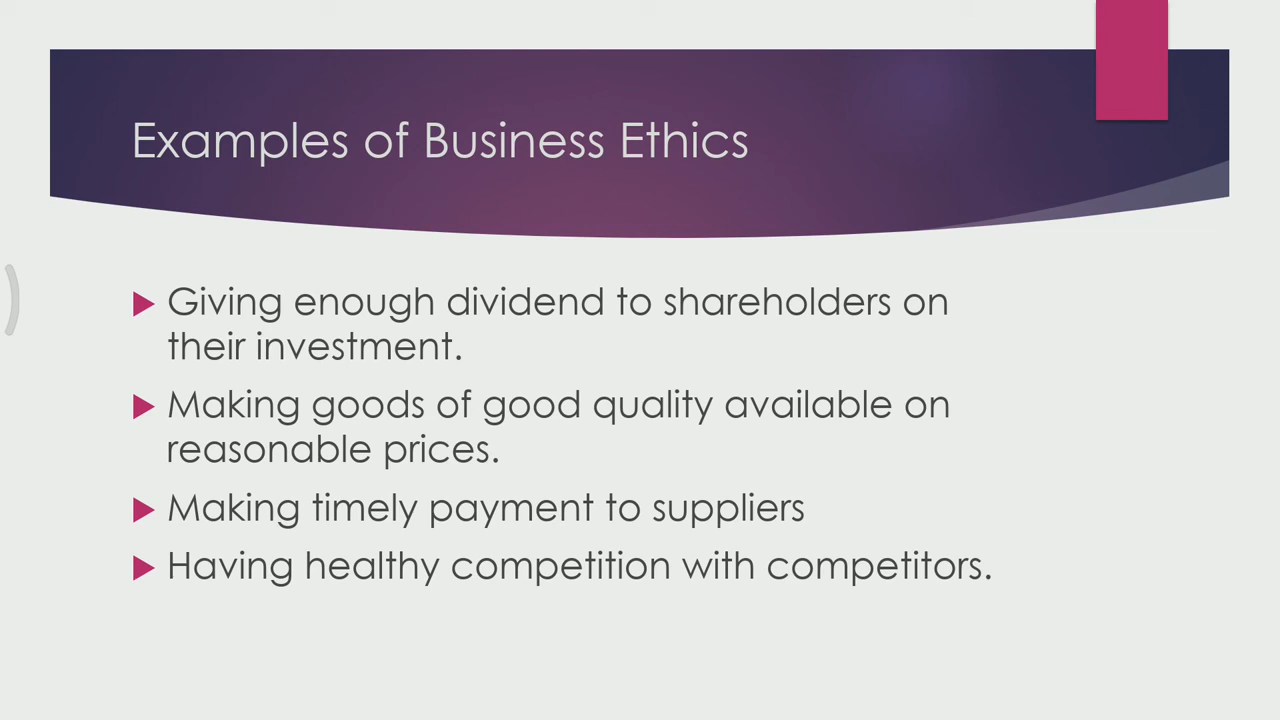 Examples of Business Ethics
Giving enough dividend to shareholders on
their investment.
Making goods of good quality available on
reasonable prices.
Making timely payment to suppliers
Having healthy competition with competitors.